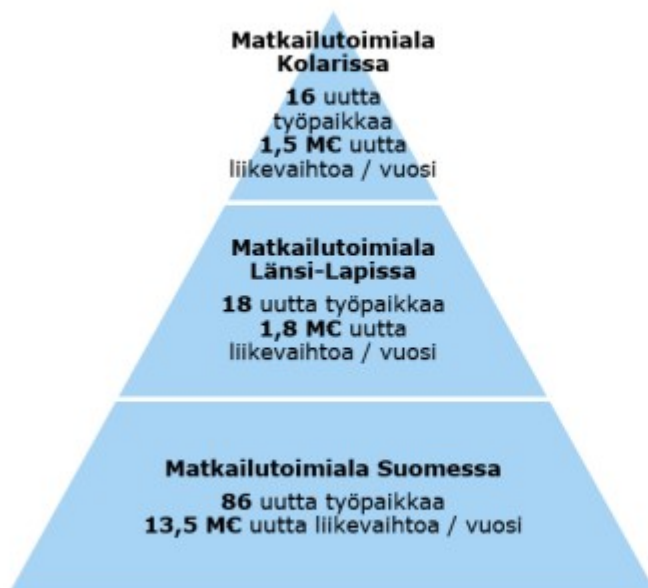 Matkailutoimiala
Kolarissa
16 uutta
työpaikkaa
1,5 M€ uutta
liikevaihtoa / vuosi
Matkailutoimiala
Länsi-Lapissa
18 uutta työpaikkaa
1,8 M€ uutta
liikevaihtoa / vuosi
Matkailutoimiala Suomessa
86 uutta työpaikkaa
13,5 M€ uutta liikevaihtoa / vuosi